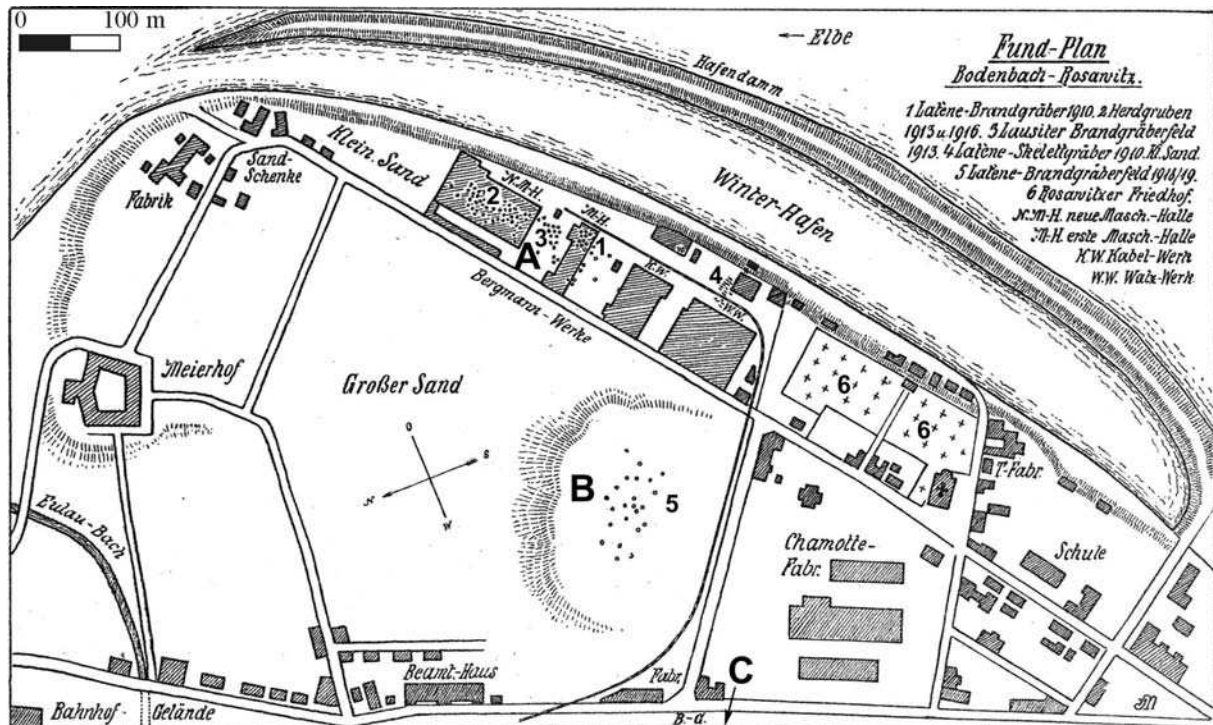 0 100 m
← Elbe
Fund-Plan
Bodenbach-Rosawitz.
1 Latène-Brandgräber 1910. 2 Herdgruben
1913 u 1916. 3 Lausiter Brandgräberfeld
1913. 4 Latène-Skelettgräber 1910. Kl. Sand.
5 Latène-Brandgräberfeld 1918/19.
6 Rosawitzer Friedhof.
N.M-H. neue Masch.-Halle
M-H. erste Masch.-Halle
K.W. Kabel-Werk
W.W. Walz-Werk
Hafendamm
Winter-Hafen
Klein. Sand
Sand-
Schenke
Fabrik
N.M-H.
2
3
A
M-H.
1
K.W.
4
W.W.
Bergmann-Werke
Meierhof
Großer Sand
O
S
N
W
6
6
T-Fabr.
B
5
Eulau-Bach
Chamotte-
Fabr.
Schule
Beamt.-Haus
Fabr.
C
B.-d.
Bahnhof-
Gelände